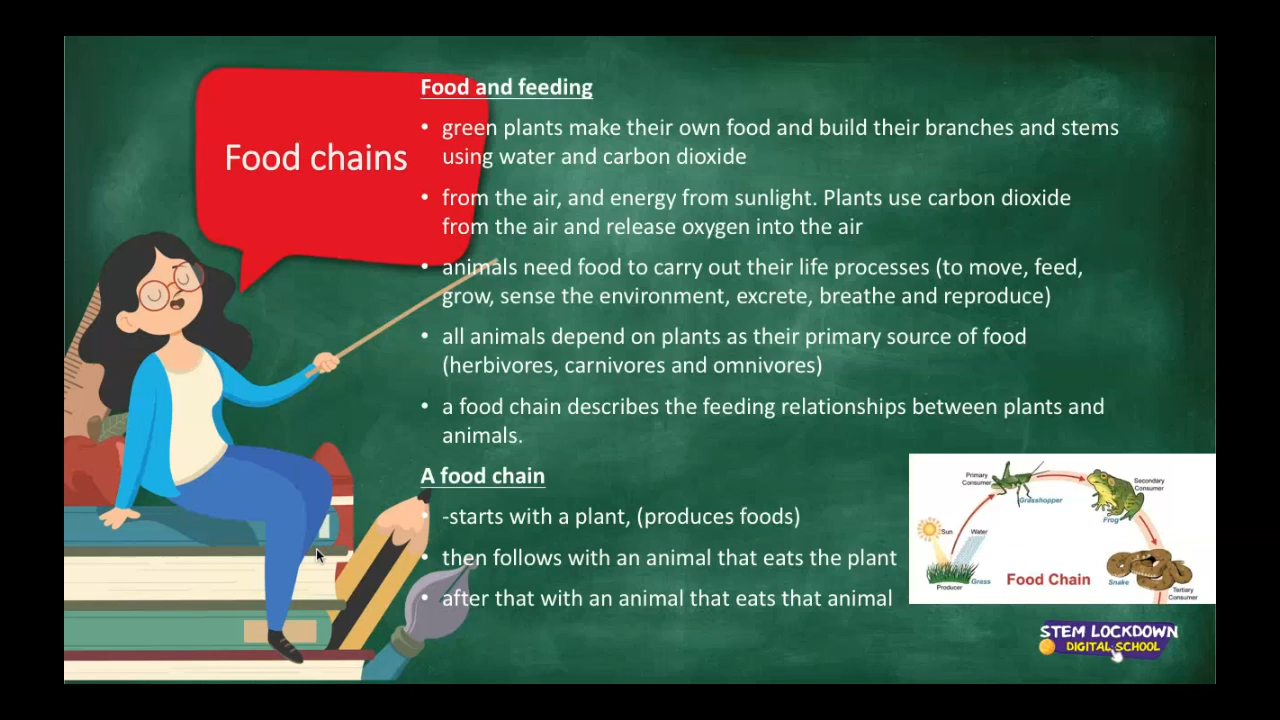 Food chains
Food and feeding
• green plants make their own food and build their branches and stems
using water and carbon dioxide
• from the air, and energy from sunlight. Plants use carbon dioxide
from the air and release oxygen into the air
• animals need food to carry out their life processes (to move, feed,
grow, sense the environment, excrete, breathe and reproduce)
• all animals depend on plants as their primary source of food
(herbivores, carnivores and omnivores)
• a food chain describes the feeding relationships between plants and
animals.
A food chain
• -starts with a plant, (produces foods)
• then follows with an animal that eats the plant
• after that with an animal that eats that animal
Primary
Consumer
Grasshopper
Secondary
Consumer
Frog
Sun
Water
Grass
Producer
Food Chain
Snake
Tertiary
Consumer
STEM LOCKDOWN
DIGITAL SCHOOL